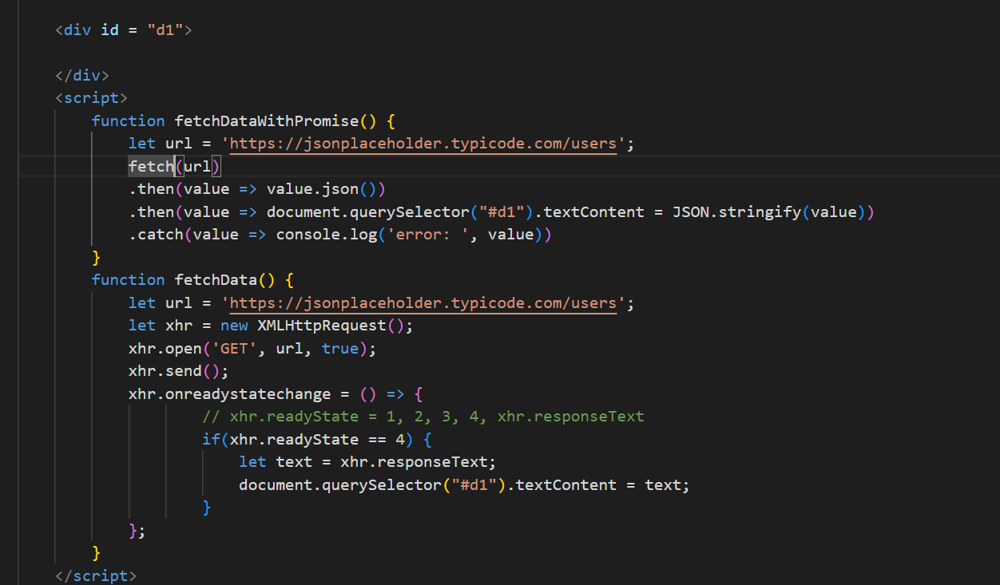 <div id = "d1">
</div>
<script>
function fetchDataWithPromise() {
let url = 'https://jsonplaceholder.typicode.com/users';
fetch(url)
.then(value => value.json())
.then(value => document.querySelector("#d1").textContent = JSON.stringify(value))
.catch(value => console.log('error: ', value))
}
function fetchData() {
let url = 'https://jsonplaceholder.typicode.com/users';
let xhr = new XMLHttpRequest();
xhr.open('GET', url, true);
xhr.send();
xhr.onreadystatechange = () => {
// xhr.readyState = 1, 2, 3, 4, xhr.responseText
if(xhr.readyState == 4) {
let text = xhr.responseText;
document.querySelector("#d1").textContent = text;
}
};
}
</script>